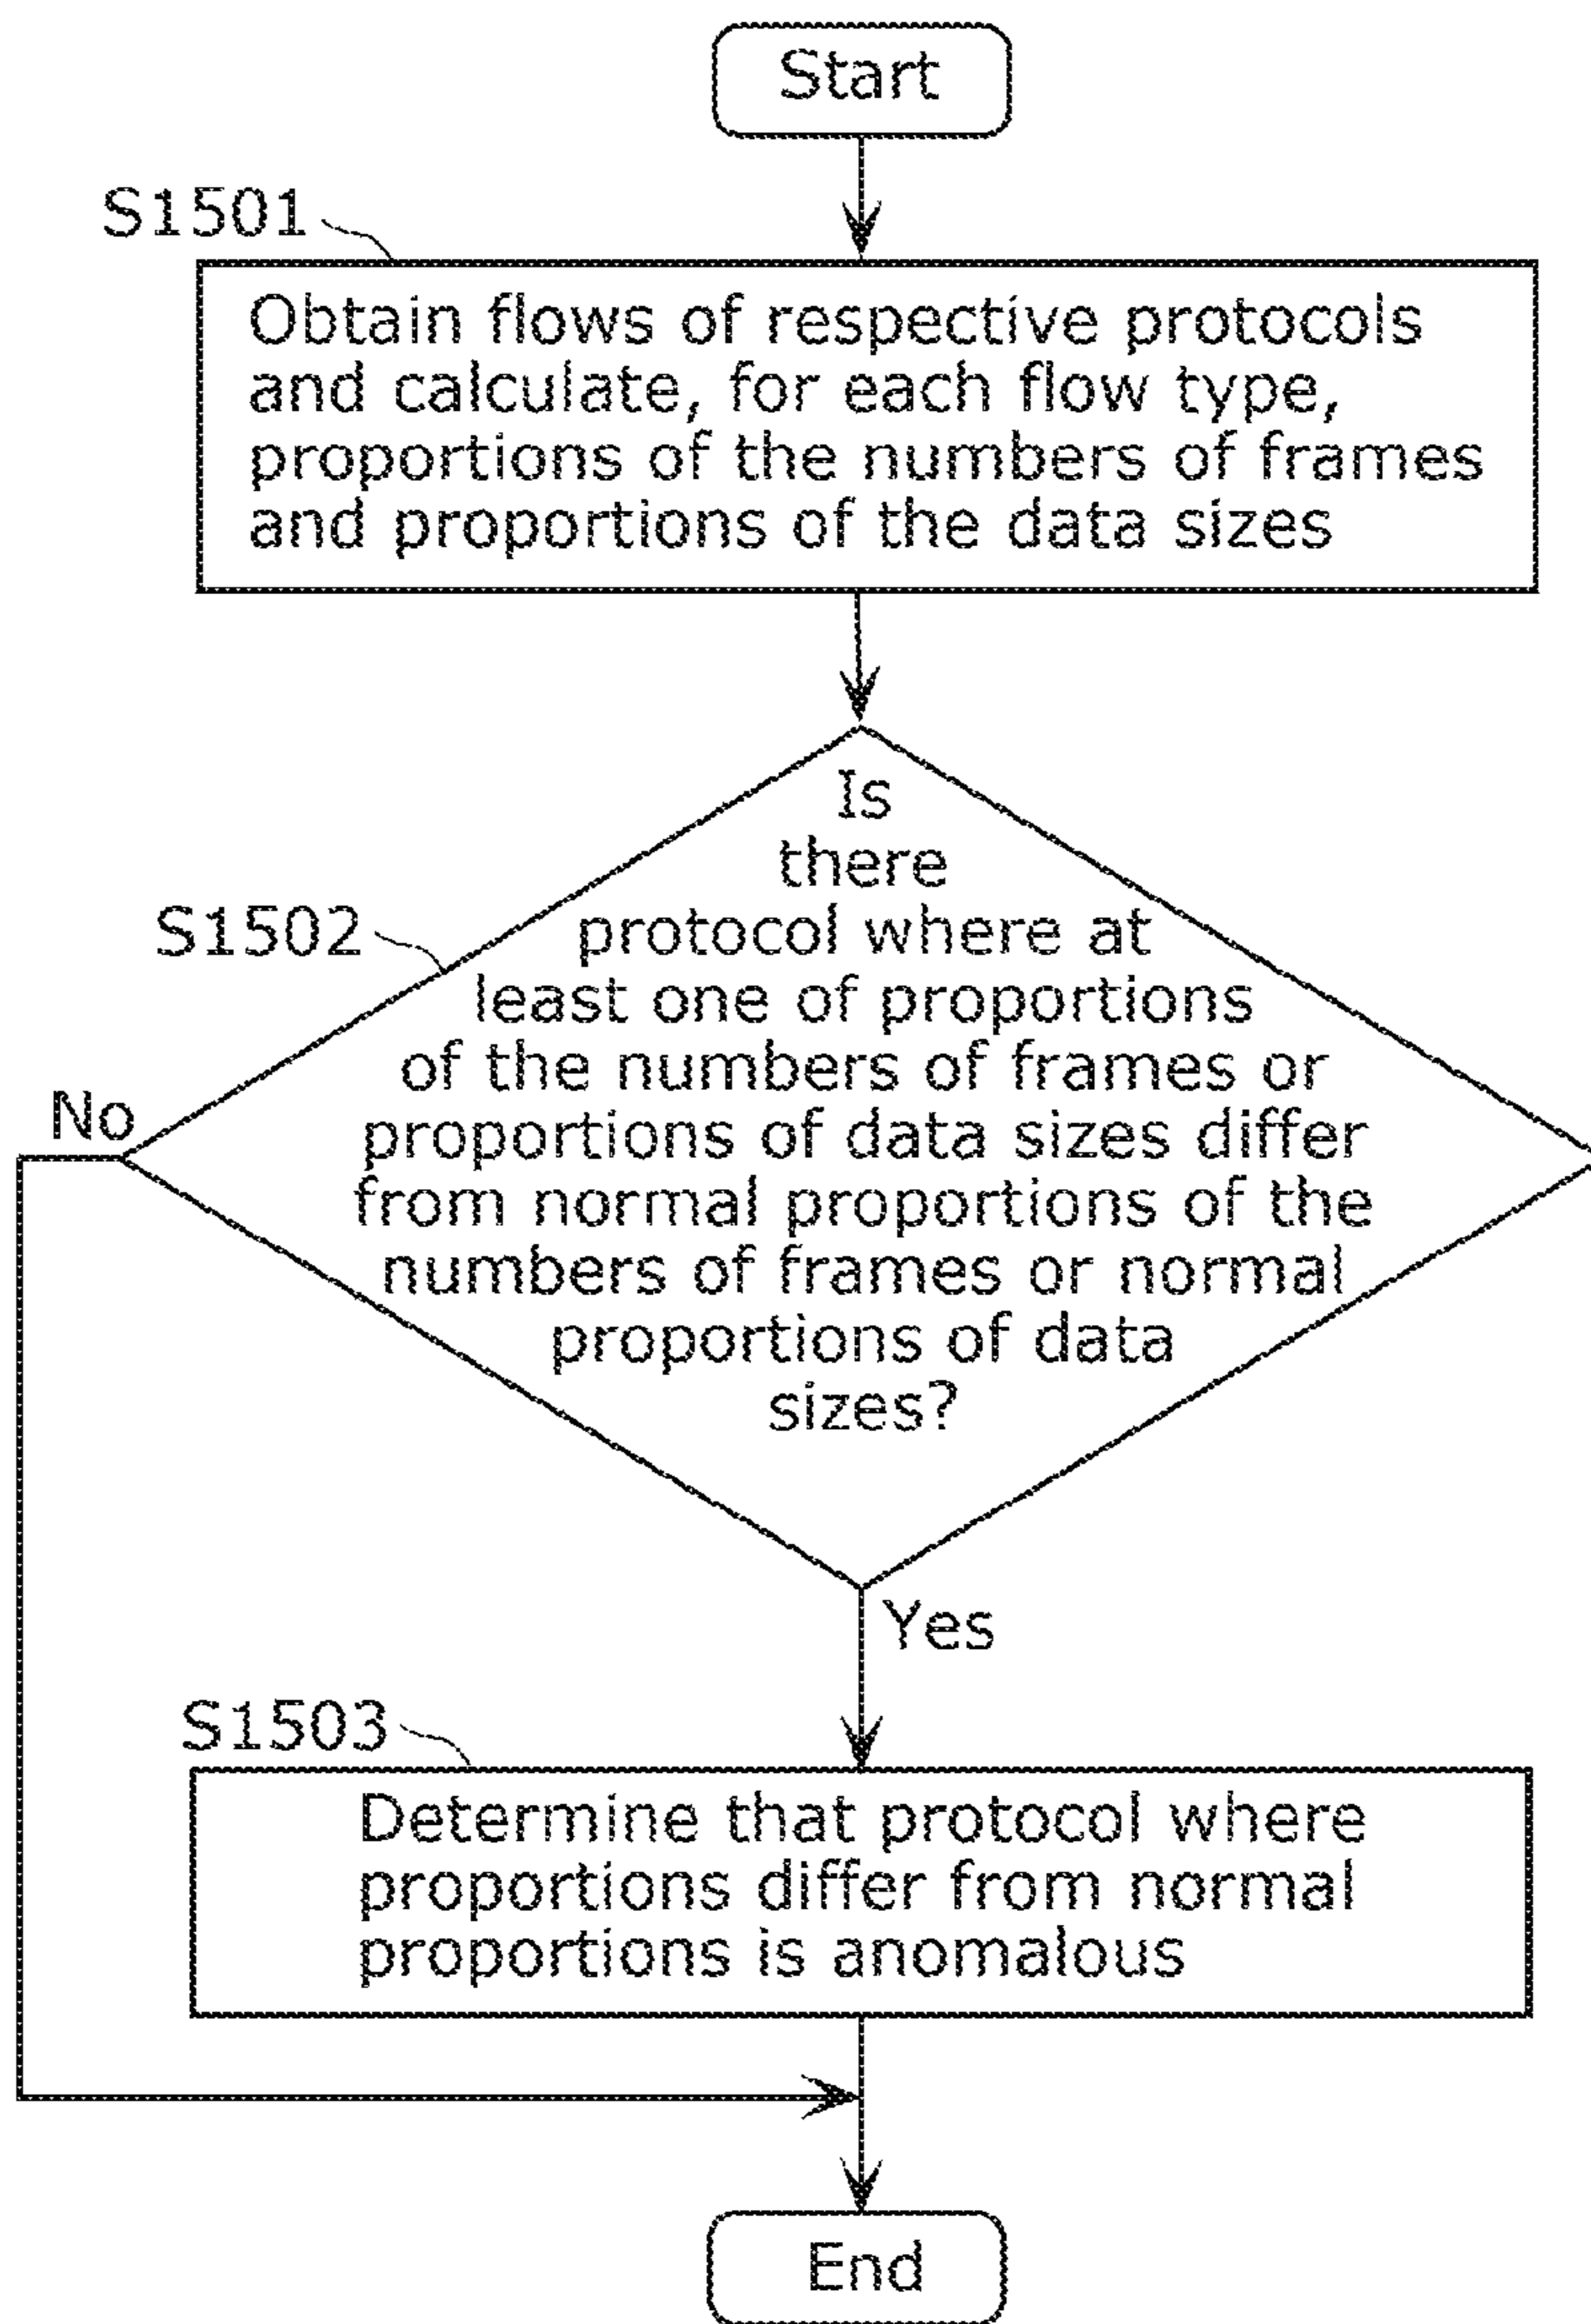 Start
S1501
Obtain flows of respective protocols
and calculate, for each flow type,
proportions of the numbers of frames
and proportions of the data sizes
Is
there
S1502
protocol where at
least one of proportions
of the numbers of frames or
No
proportions of data sizes differ
from normal proportions of the
numbers of frames or normal
proportions of data
sizes?
Yes
S1503
Determine that protocol where
proportions differ from normal
proportions is anomalous
End